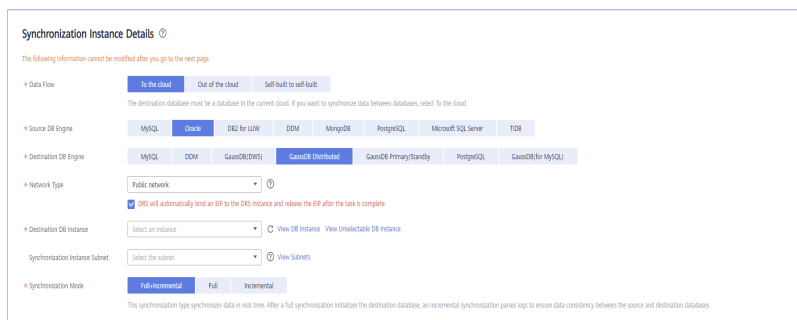 Synchronization Instance Details
The following information cannot be modified after you go to the next page.
* Data Flow To the cloud Out of the cloud Self-built to self-built
The destination database must be a database in the current cloud. If you want to synchronize data between databases, select To the cloud.
* Source DB Engine MySQL Oracle DB2 for LUW DDM MongoDB PostgreSQL Microsoft SQL Server TiDB
* Destination DB Engine MySQL DDM GaussDB(DWS) GaussDB Distributed GaussDB Primary/Standby PostgreSQL GaussDB(for MySQL)
* Network Type Public network
DRS will automatically bind an EIP to the DRS instance and release the EIP after the task is complete.
* Destination DB Instance Select an instance View DB Instance View Unselectable DB Instance
Synchronization Instance Subnet Select the subnet View Subnets
* Synchronization Mode Full+Incremental Full Incremental
This synchronization type synchronizes data in real time. After a full synchronization initializes the destination database, an incremental synchronization parses logs to ensure data consistency between the source and destination databases.